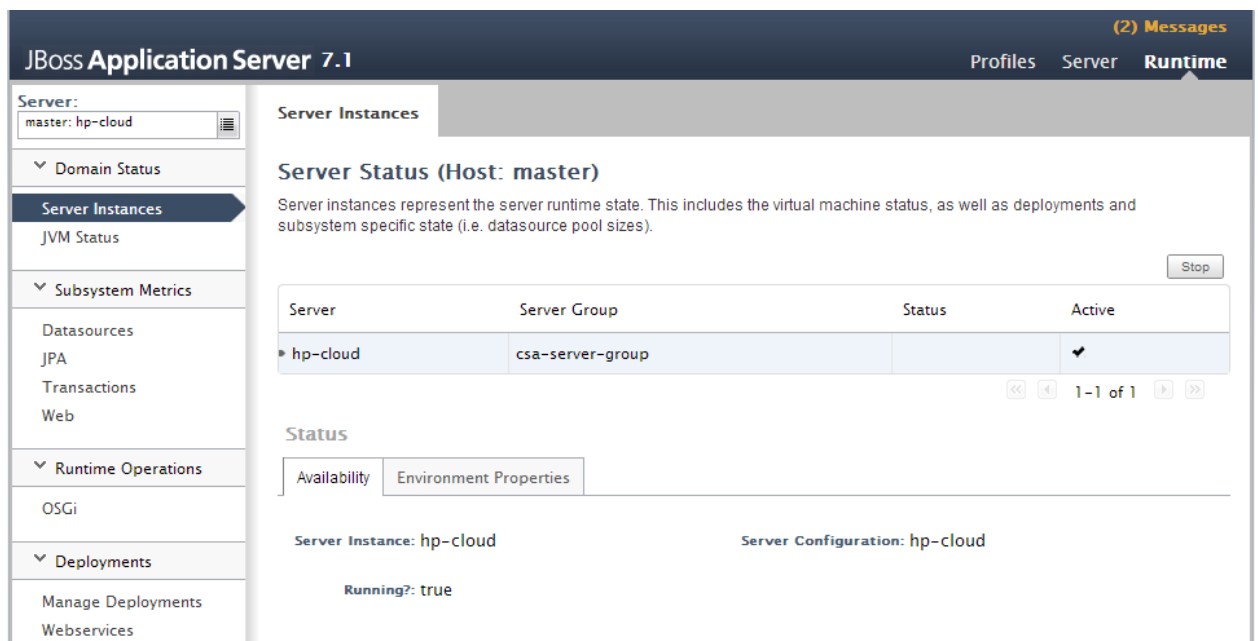 (2) Messages
JBoss Application Server 7.1
Profiles Server Runtime
Server:
master: hp-cloud
Domain Status
Server Instances
JVM Status
Subsystem Metrics
Datasources
JPA
Transactions
Web
Runtime Operations
OSGi
Deployments
Manage Deployments
Webservices
Server Instances
Server Status (Host: master)
Server instances represent the server runtime state. This includes the virtual machine status, as well as deployments and
subsystem specific state (i.e. datasource pool sizes).
Stop
Server Server Group Status Active
hp-cloud csa-server-group
1-1 of 1
Status
Availability Environment Properties
Server Instance: hp-cloud Server Configuration: hp-cloud
Running?: true